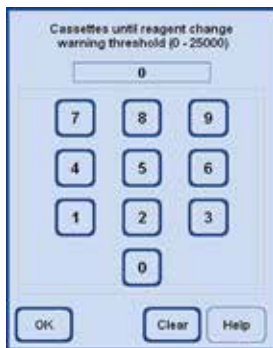 Cassettes until reagent change
warning threshold (0 - 25000)
0
7 8 9
4 5 6
1 2 3
0
OK Clear Help